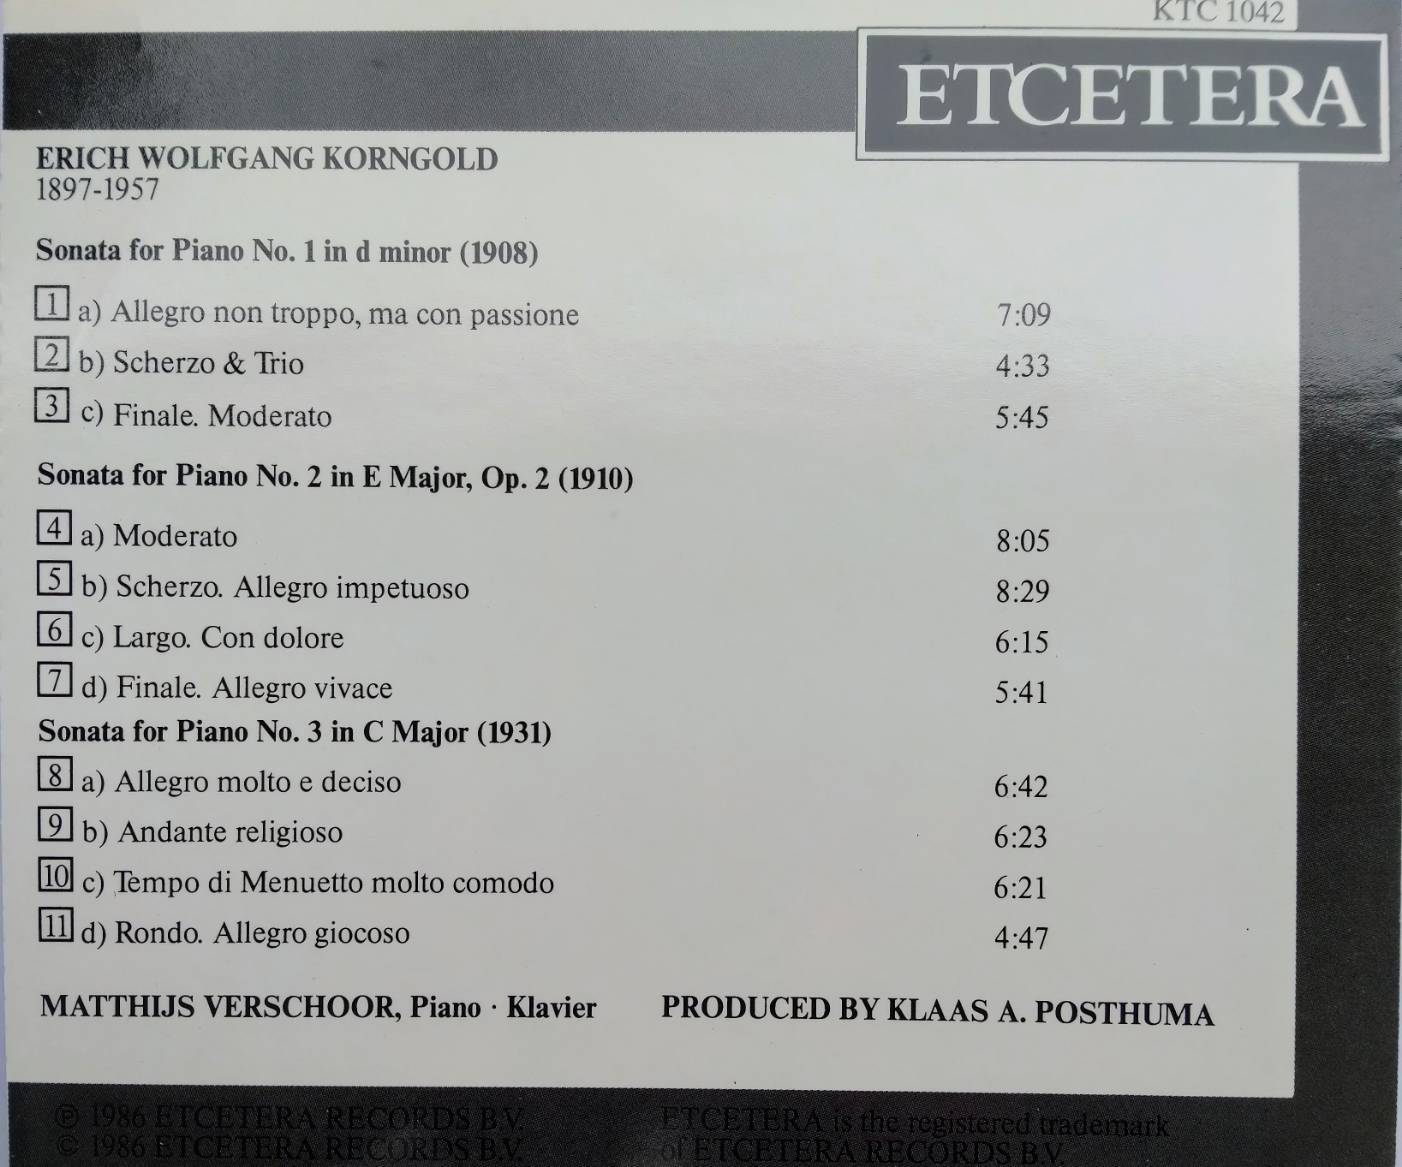 KTC 1042
ETCETERA
ERICH WOLFGANG KORNGOLD
1897-1957
Sonata for Piano No. 1 in d minor (1908)
1 a) Allegro non troppo, ma con passione 7:09
2 b) Scherzo & Trio 4:33
3 c) Finale. Moderato 5:45
Sonata for Piano No. 2 in E Major, Op. 2 (1910)
4 a) Moderato 8:05
5 b) Scherzo. Allegro impetuoso 8:29
6 c) Largo. Con dolore 6:15
7 d) Finale. Allegro vivace 5:41
Sonata for Piano No. 3 in C Major (1931)
8 a) Allegro molto e deciso 6:42
9 b) Andante religioso 6:23
10 c) Tempo di Menuetto molto comodo 6:21
11 d) Rondo. Allegro giocoso 4:47
MATTHIJS VERSCHOOR, Piano · Klavier PRODUCED BY KLAAS A. POSTHUMA
℗ 1986 ETCETERA RECORDS B.V. ETCETERA is the registered trademark
© 1986 ETCETERA RECORDS B.V. of ETCETERA RECORDS B.V.